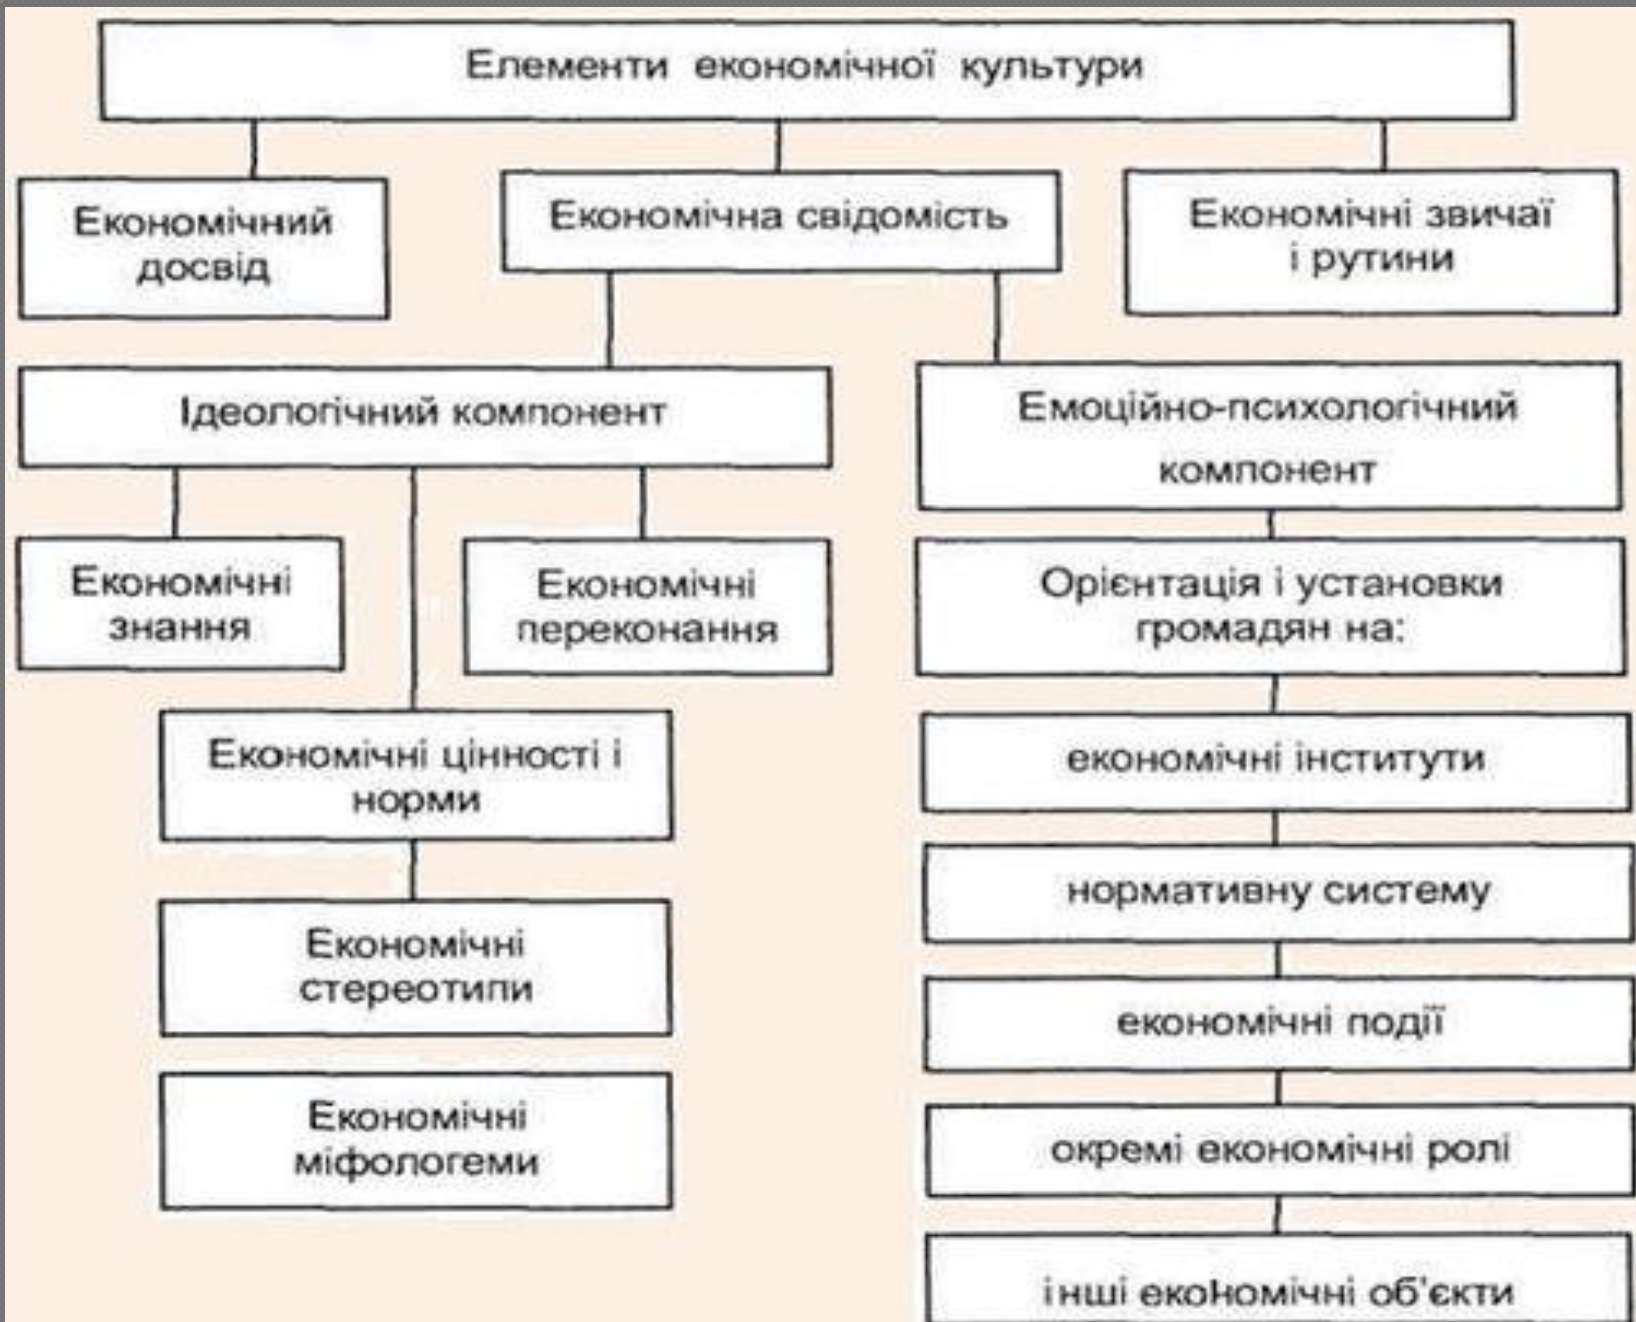 Елементи економічної культури
Економічний
досвід
Економічна свідомість
Економічні звичаї
і рутини
Ідеологічний компонент
Емоційно-психологічний
компонент
Економічні
знання
Економічні
переконання
Орієнтація і установки
громадян на:
Економічні цінності і
норми
економічні інститути
Економічні
стереотипи
нормативну систему
економічні події
Економічні
міфологеми
окремі економічні ролі
інші економічні об'єкти